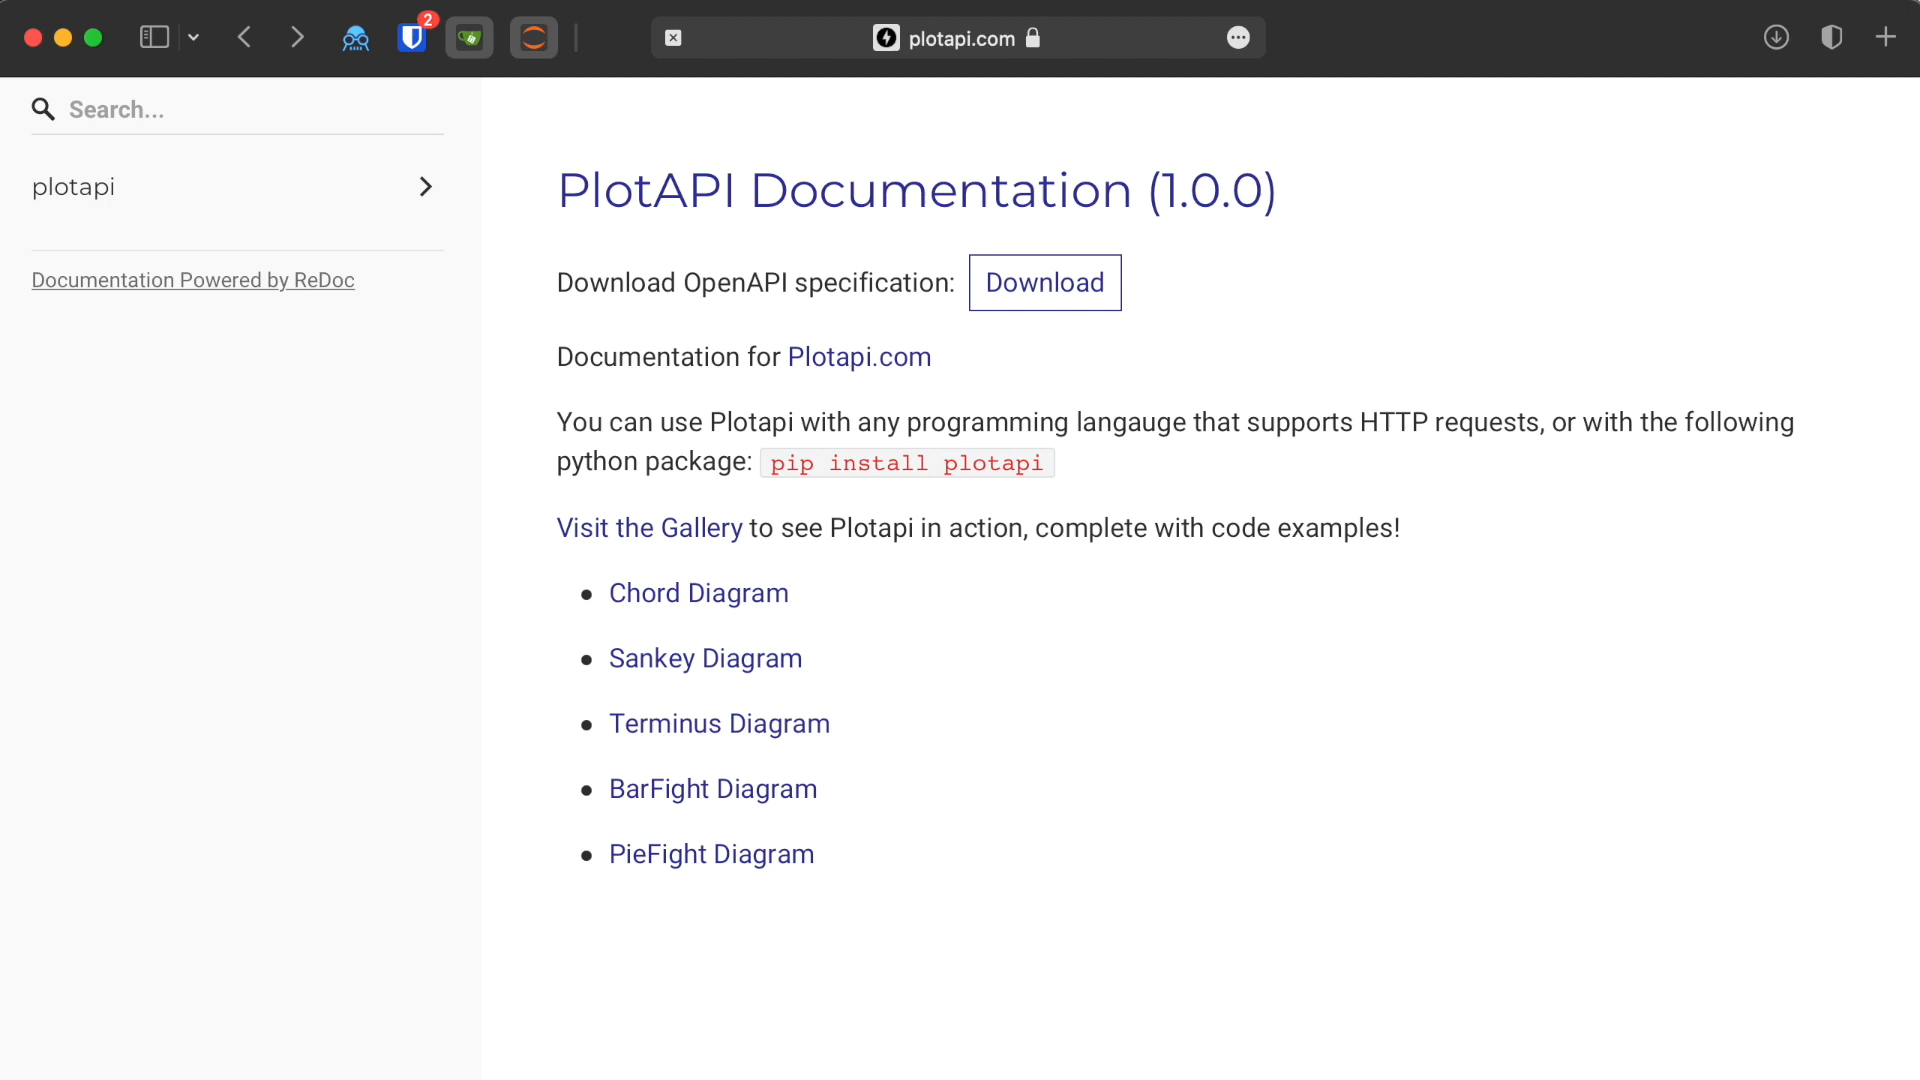 2
plotapi.com
Search...
plotapi
Documentation Powered by ReDoc
PlotAPI Documentation (1.0.0)
Download OpenAPI specification: Download
Documentation for Plotapi.com
You can use Plotapi with any programming langauge that supports HTTP requests, or with the following
python package: pip install plotapi
Visit the Gallery to see Plotapi in action, complete with code examples!
Chord Diagram
Sankey Diagram
Terminus Diagram
BarFight Diagram
PieFight Diagram